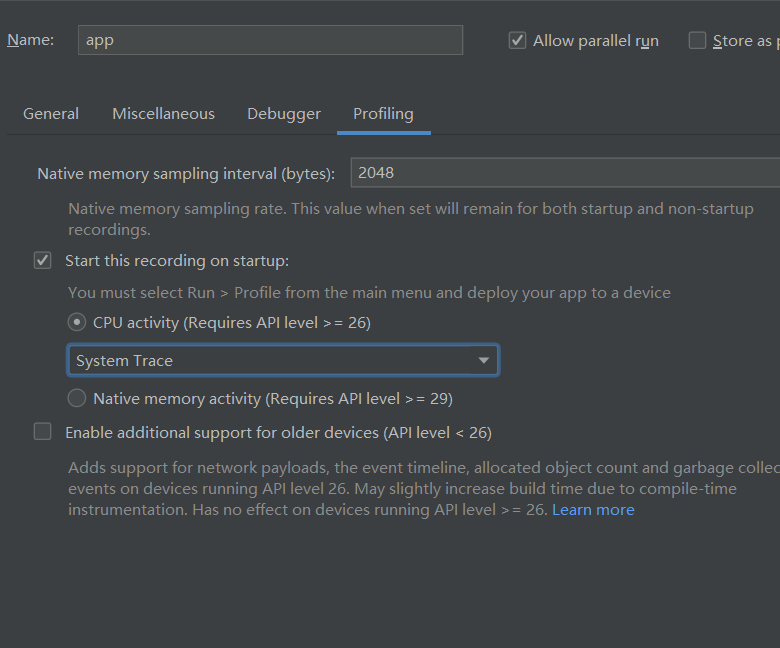 Name: app Allow parallel run Store as p
General Miscellaneous Debugger Profiling
Native memory sampling interval (bytes): 2048
Native memory sampling rate. This value when set will remain for both startup and non-startup
recordings.
Start this recording on startup:
You must select Run > Profile from the main menu and deploy your app to a device
CPU activity (Requires API level >= 26)
System Trace
Native memory activity (Requires API level >= 29)
Enable additional support for older devices (API level < 26)
Adds support for network payloads, the event timeline, allocated object count and garbage collec
events on devices running API level 26. May slightly increase build time due to compile-time
instrumentation. Has no effect on devices running API level >= 26. Learn more